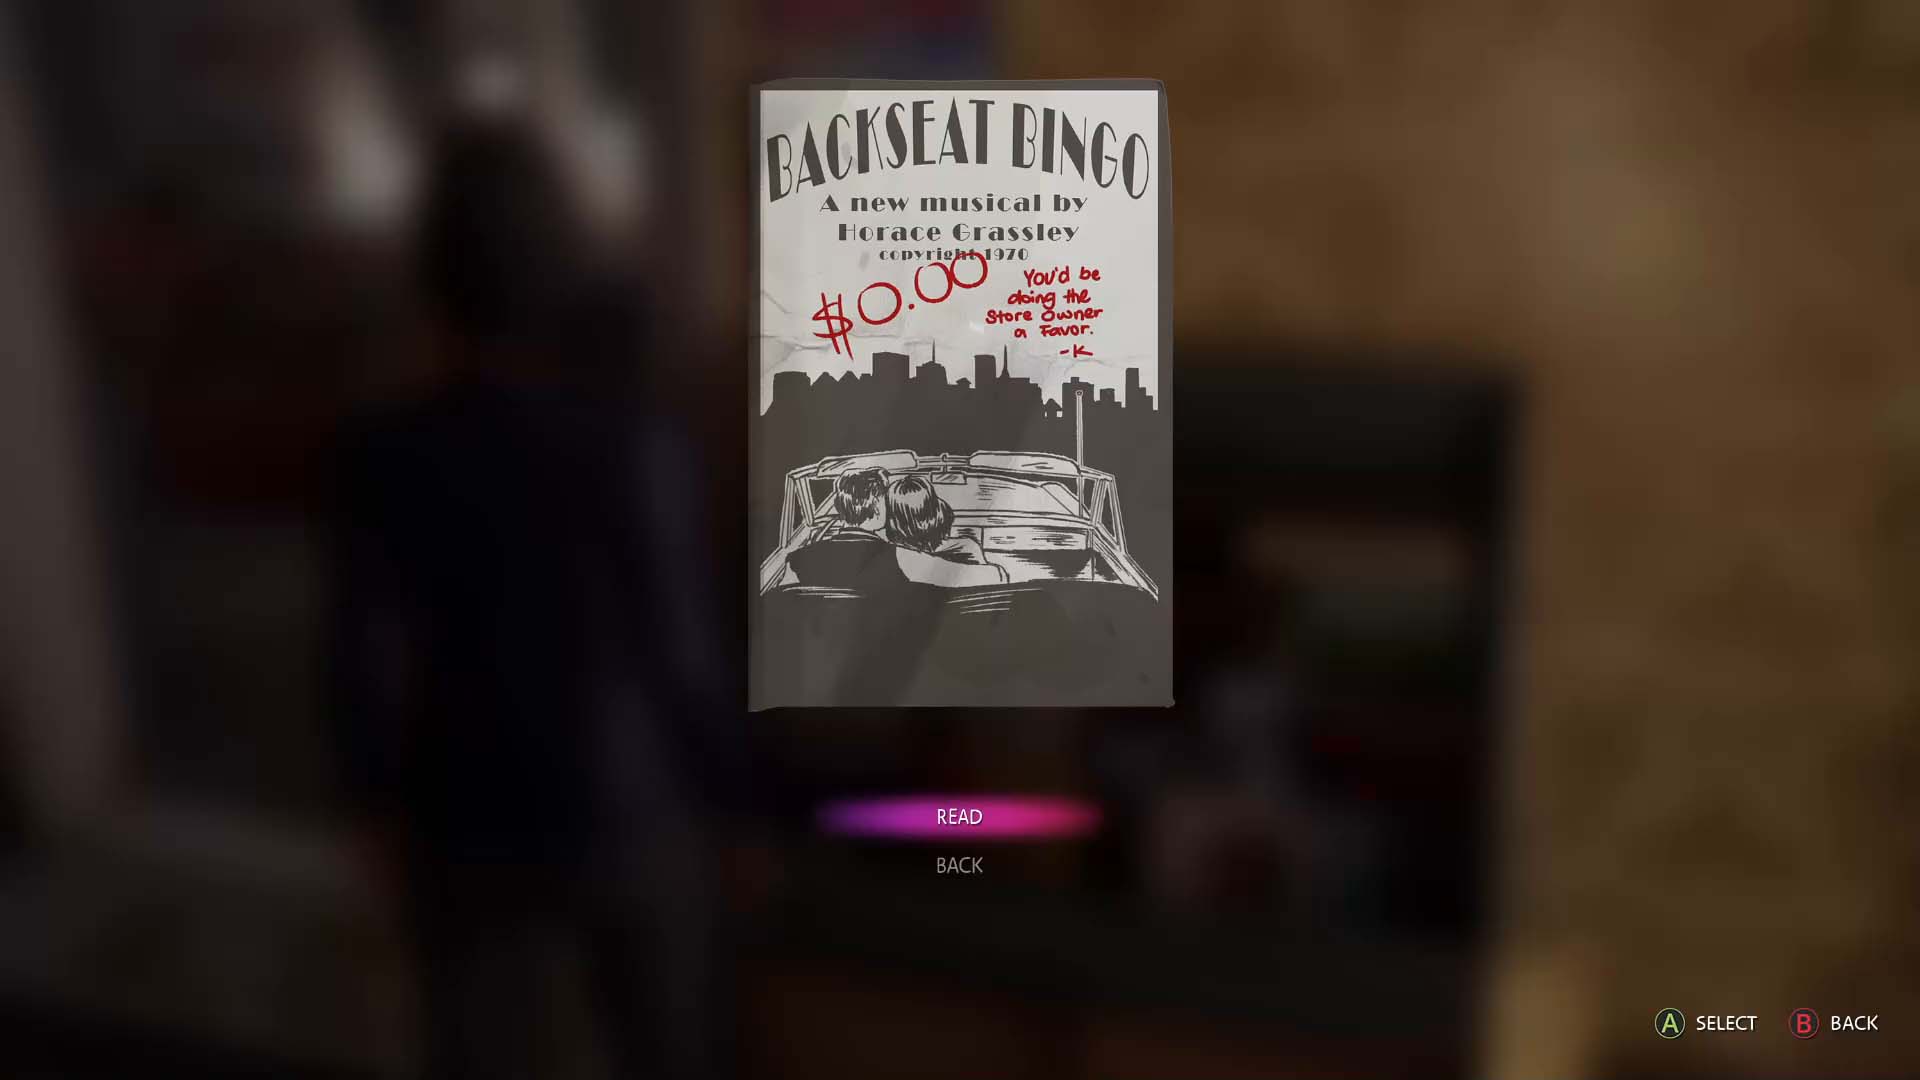 BACKSEAT BINGO
A new musical by
Horace Grassley
copyright 1970
$0.00
You'd be
doing the
Store Owner
a Favor.
-K
READ
BACK
A SELECT B BACK